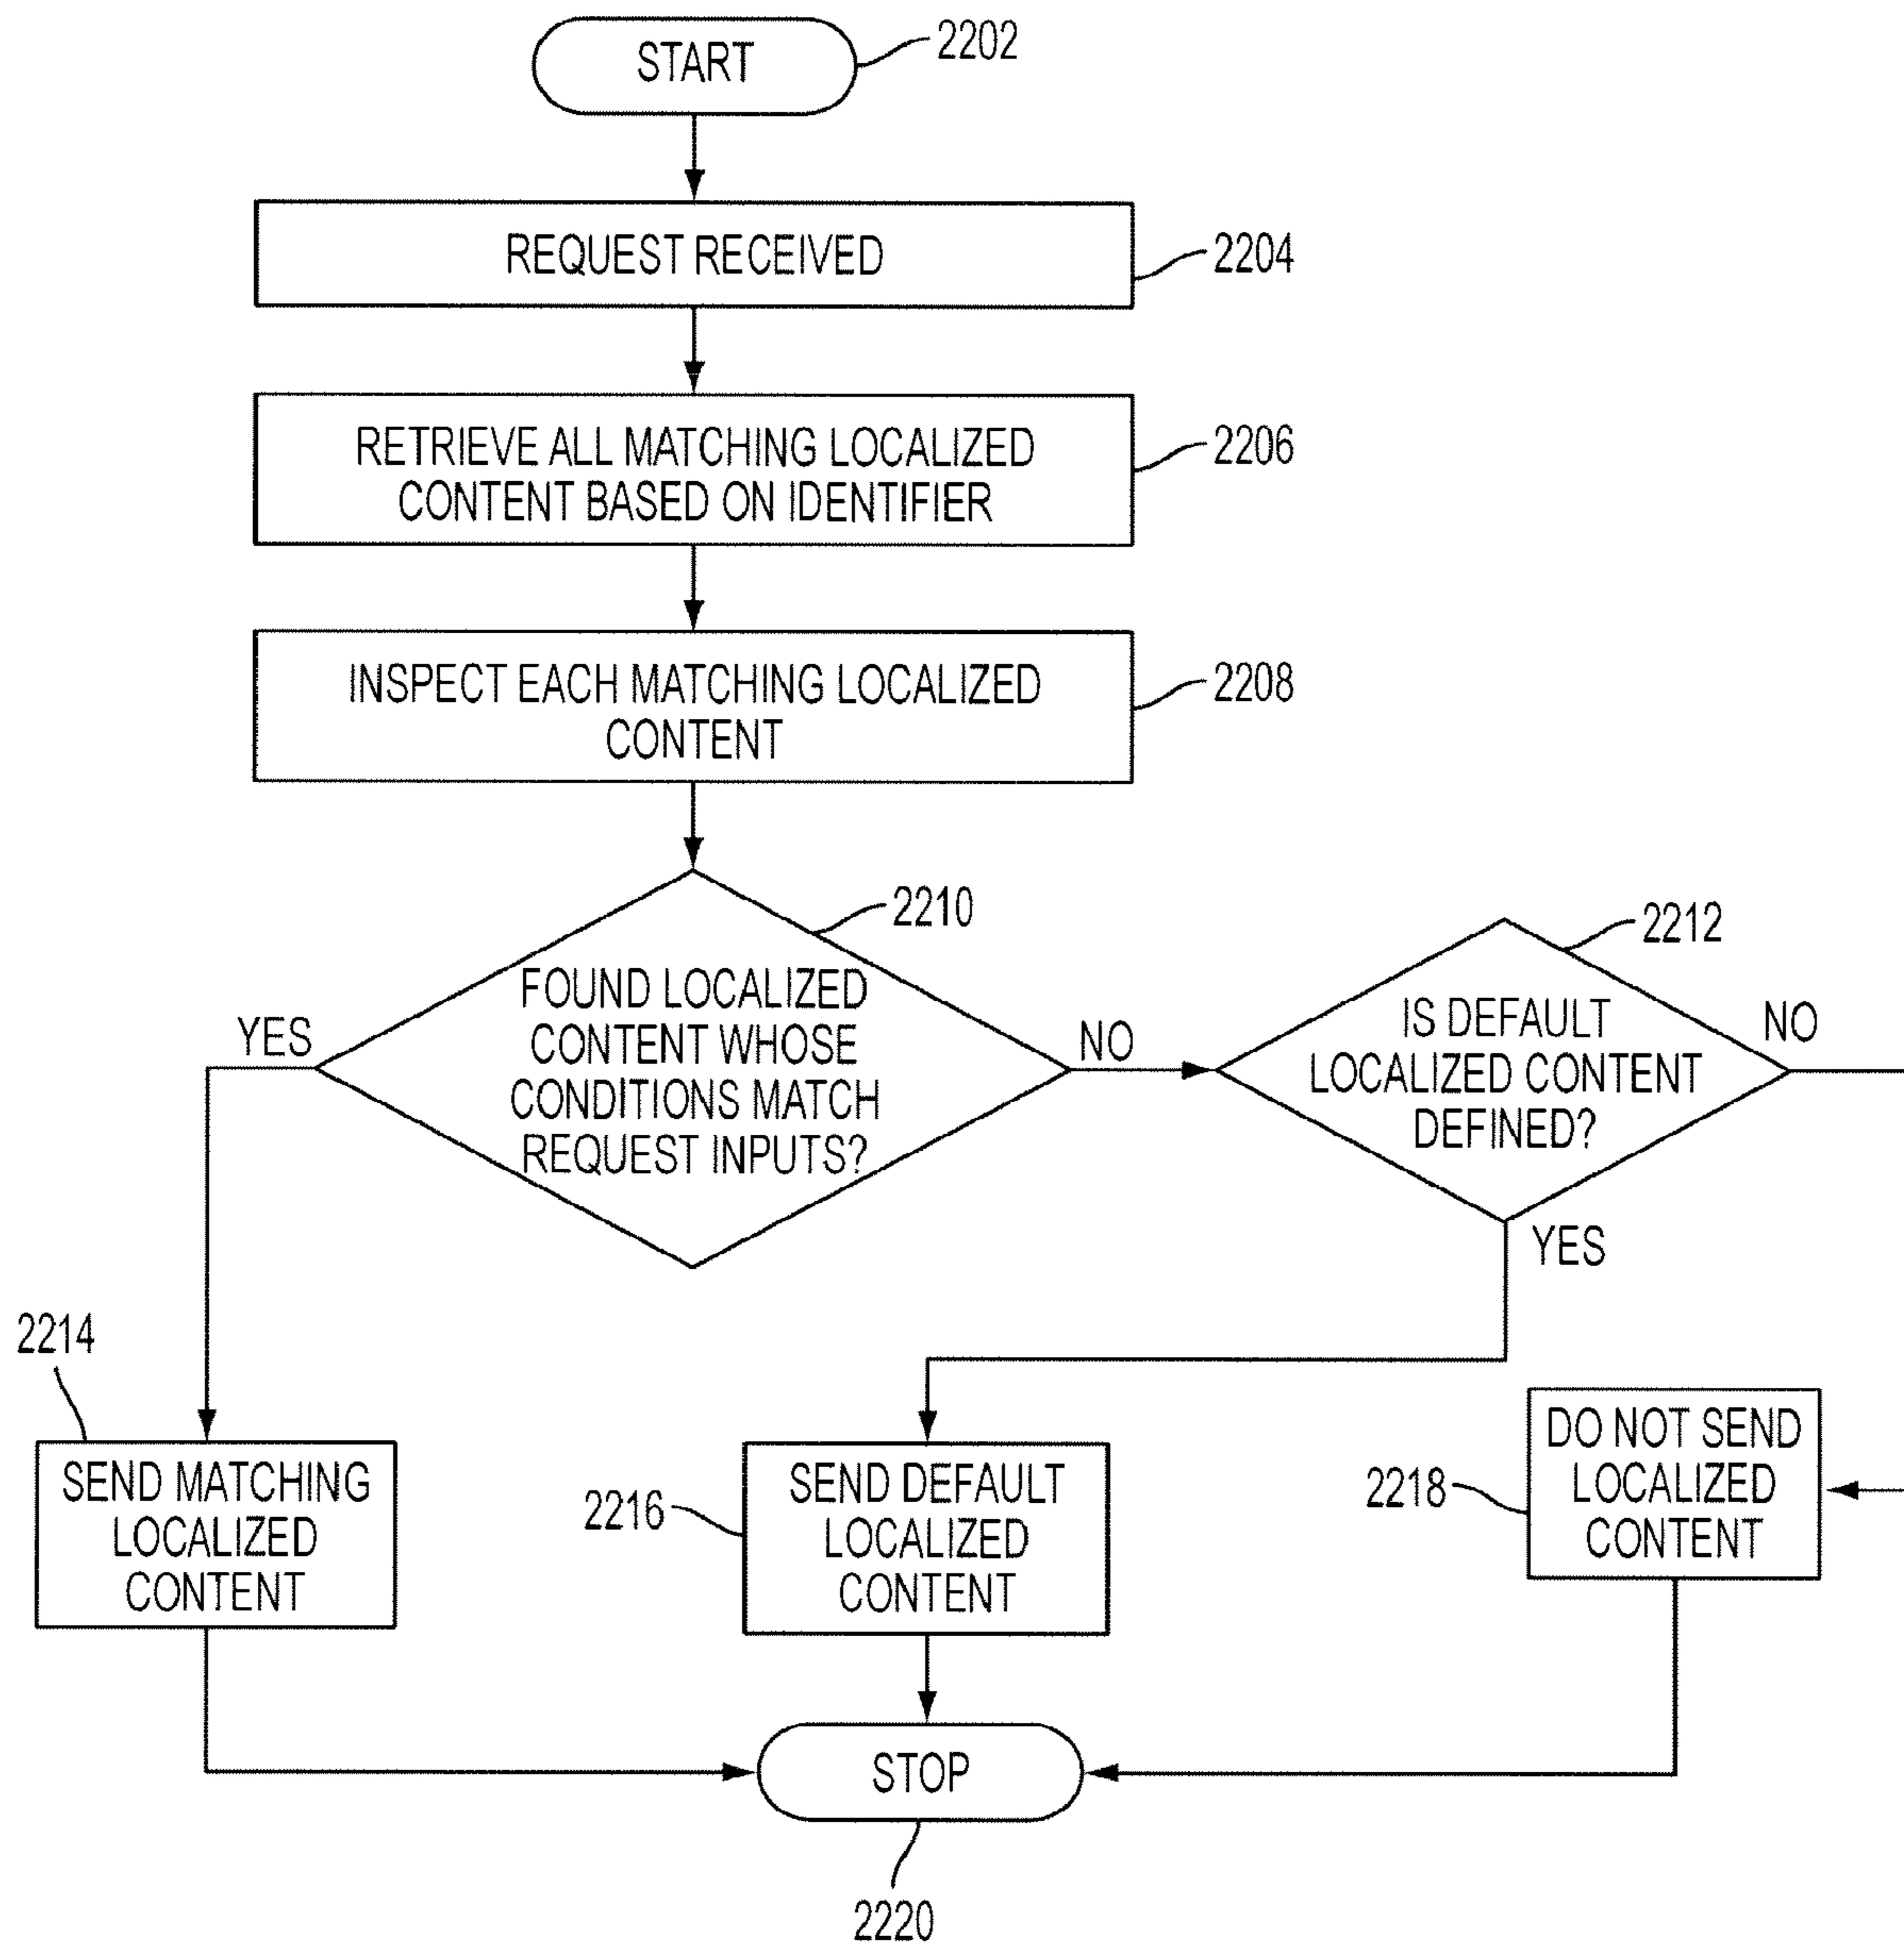 START
2202
REQUEST RECEIVED
2204
RETRIEVE ALL MATCHING LOCALIZED
CONTENT BASED ON IDENTIFIER
2206
INSPECT EACH MATCHING LOCALIZED
CONTENT
2208
2210
FOUND LOCALIZED
CONTENT WHOSE
CONDITIONS MATCH
REQUEST INPUTS?
YES
NO
2212
IS DEFAULT
LOCALIZED CONTENT
DEFINED?
NO
YES
2214
SEND MATCHING
LOCALIZED
CONTENT
2216
SEND DEFAULT
LOCALIZED
CONTENT
2218
DO NOT SEND
LOCALIZED
CONTENT
STOP
2220